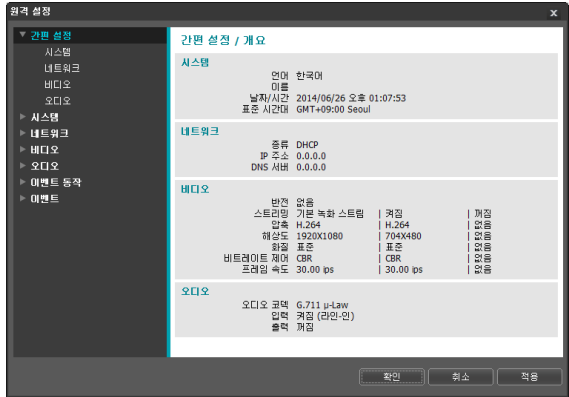 원격 설정
x
간편 설정
시스템
네트워크
비디오
오디오
시스템
네트워크
비디오
오디오
이벤트 동작
이벤트
간편 설정 / 개요
시스템
언어 한국어
이름
날짜/시간 2014/06/26 오후 01:07:53
표준 시간대 GMT+09:00 Seoul
네트워크
종류 DHCP
IP 주소 0.0.0.0
DNS 서버 0.0.0.0
비디오
반전 없음
스트리밍 기본 녹화 스트림 | 켜짐 | 꺼짐
압축 H.264 | H.264 | 없음
해상도 1920X1080 | 704X480 | 없음
화질 표준 | 표준 | 없음
비트레이트 제어 CBR | CBR | 없음
프레임 속도 30.00 ips | 30.00 ips | 없음
오디오
오디오 코덱 G.711 μ-Law
입력 켜짐 (라인-인)
출력 꺼짐
확인 취소 적용